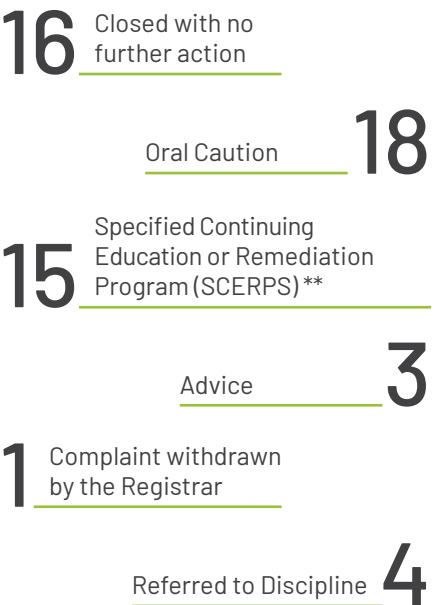 16 Closed with no
further action
Oral Caution 18
15 Specified Continuing
Education or Remediation
Program (SCERPS) **
Advice 3
1 Complaint withdrawn
by the Registrar
Referred to Discipline 4